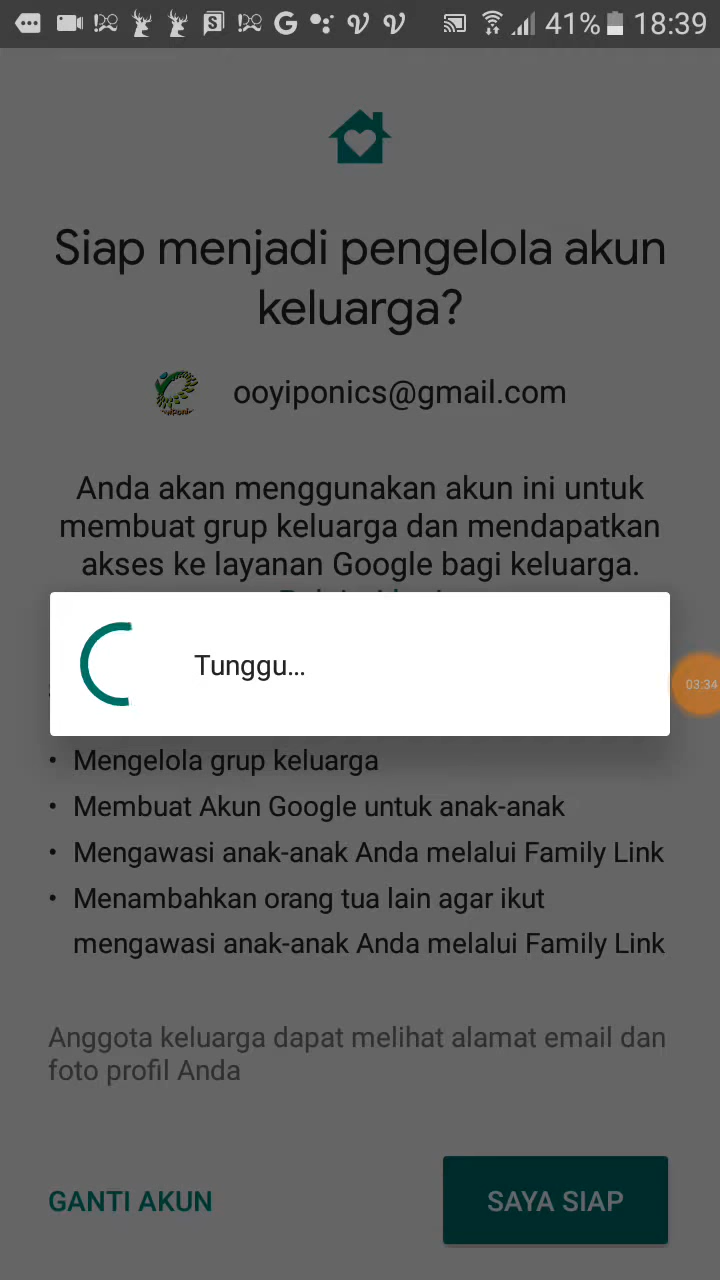 41% 18:39
Siap menjadi pengelola akun
keluarga?
ooyiponics@gmail.com
Anda akan menggunakan akun ini untuk
membuat grup keluarga dan mendapatkan
akses ke layanan Google bagi keluarga.
Tunggu...
03:34
• Mengelola grup keluarga
• Membuat Akun Google untuk anak-anak
• Mengawasi anak-anak Anda melalui Family Link
• Menambahkan orang tua lain agar ikut
mengawasi anak-anak Anda melalui Family Link
Anggota keluarga dapat melihat alamat email dan
foto profil Anda
GANTI AKUN
SAYA SIAP